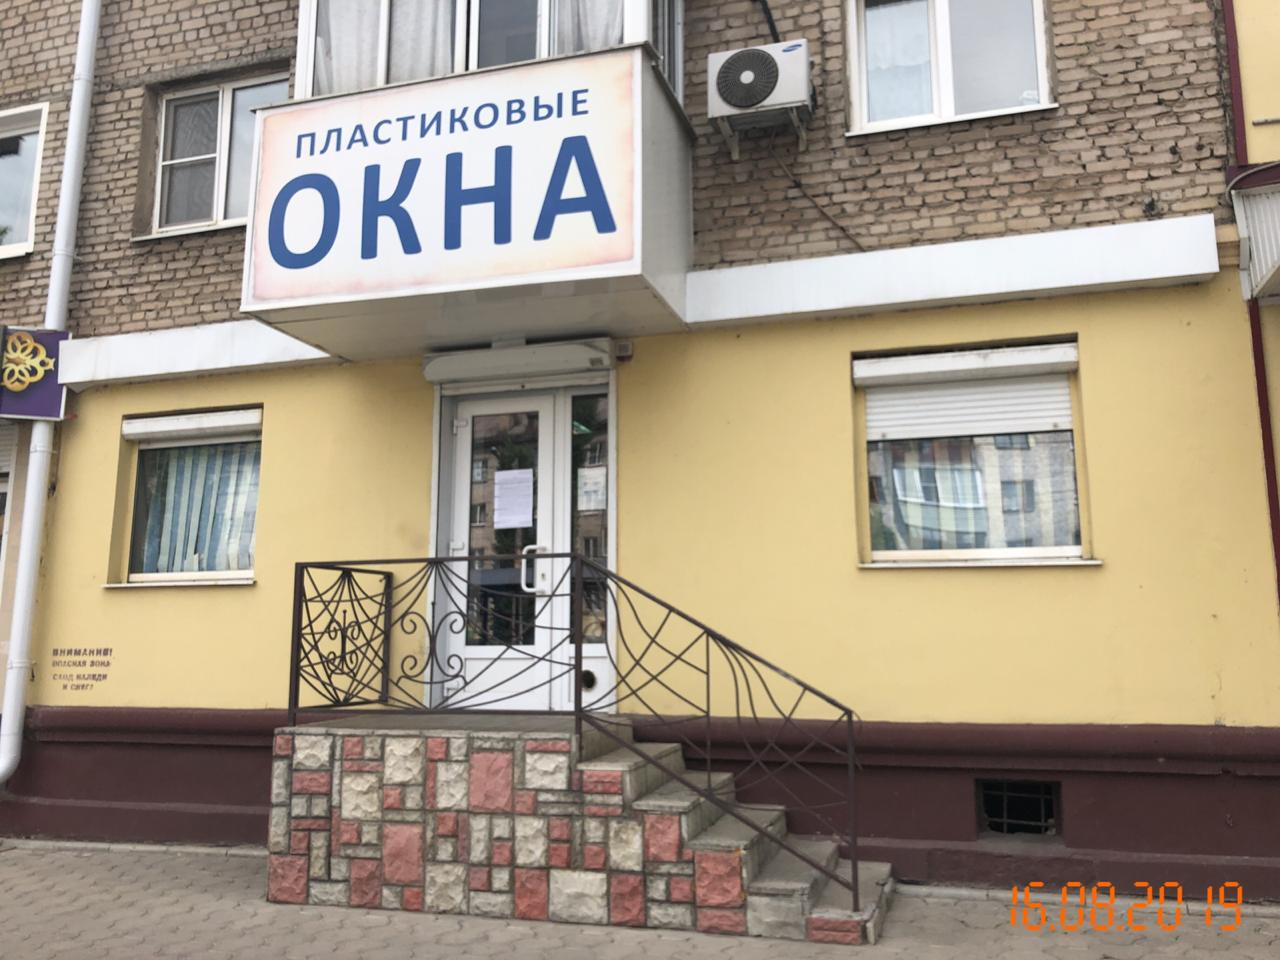 ПЛАСТИКОВЫЕ
ОКНА
ВНИМАНИЕ!
ОПАСНАЯ ЗОНА
СХОД НАЛЕДИ
И СНЕГА
16.08.2019